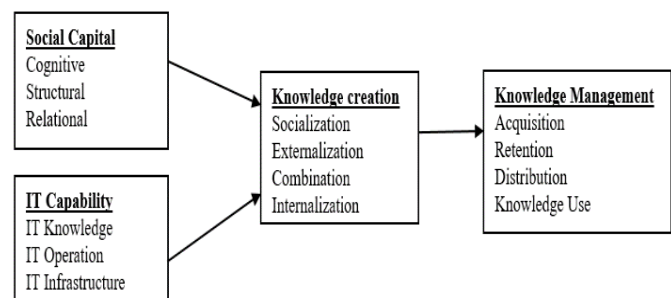 Social Capital
Cognitive
Structural
Relational
IT Capability
IT Knowledge
IT Operation
IT Infrastructure
Knowledge creation
Socialization
Externalization
Combination
Internalization
Knowledge Management
Acquisition
Retention
Distribution
Knowledge Use